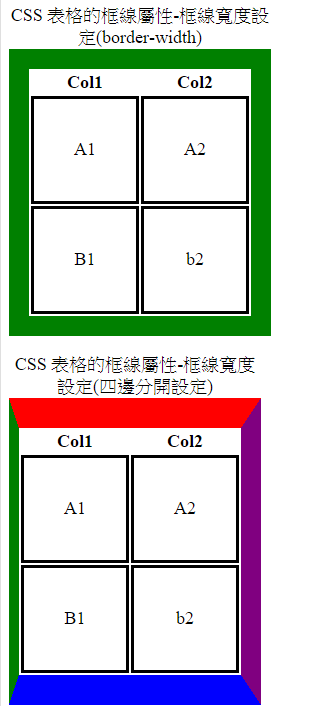 CSS 表格的框線屬性-框線寬度設
定(border-width)
Col1 Col2
A1 A2
B1 b2
CSS 表格的框線屬性-框線寬度
設定(四邊分開設定)
Col1 Col2
A1 A2
B1 b2